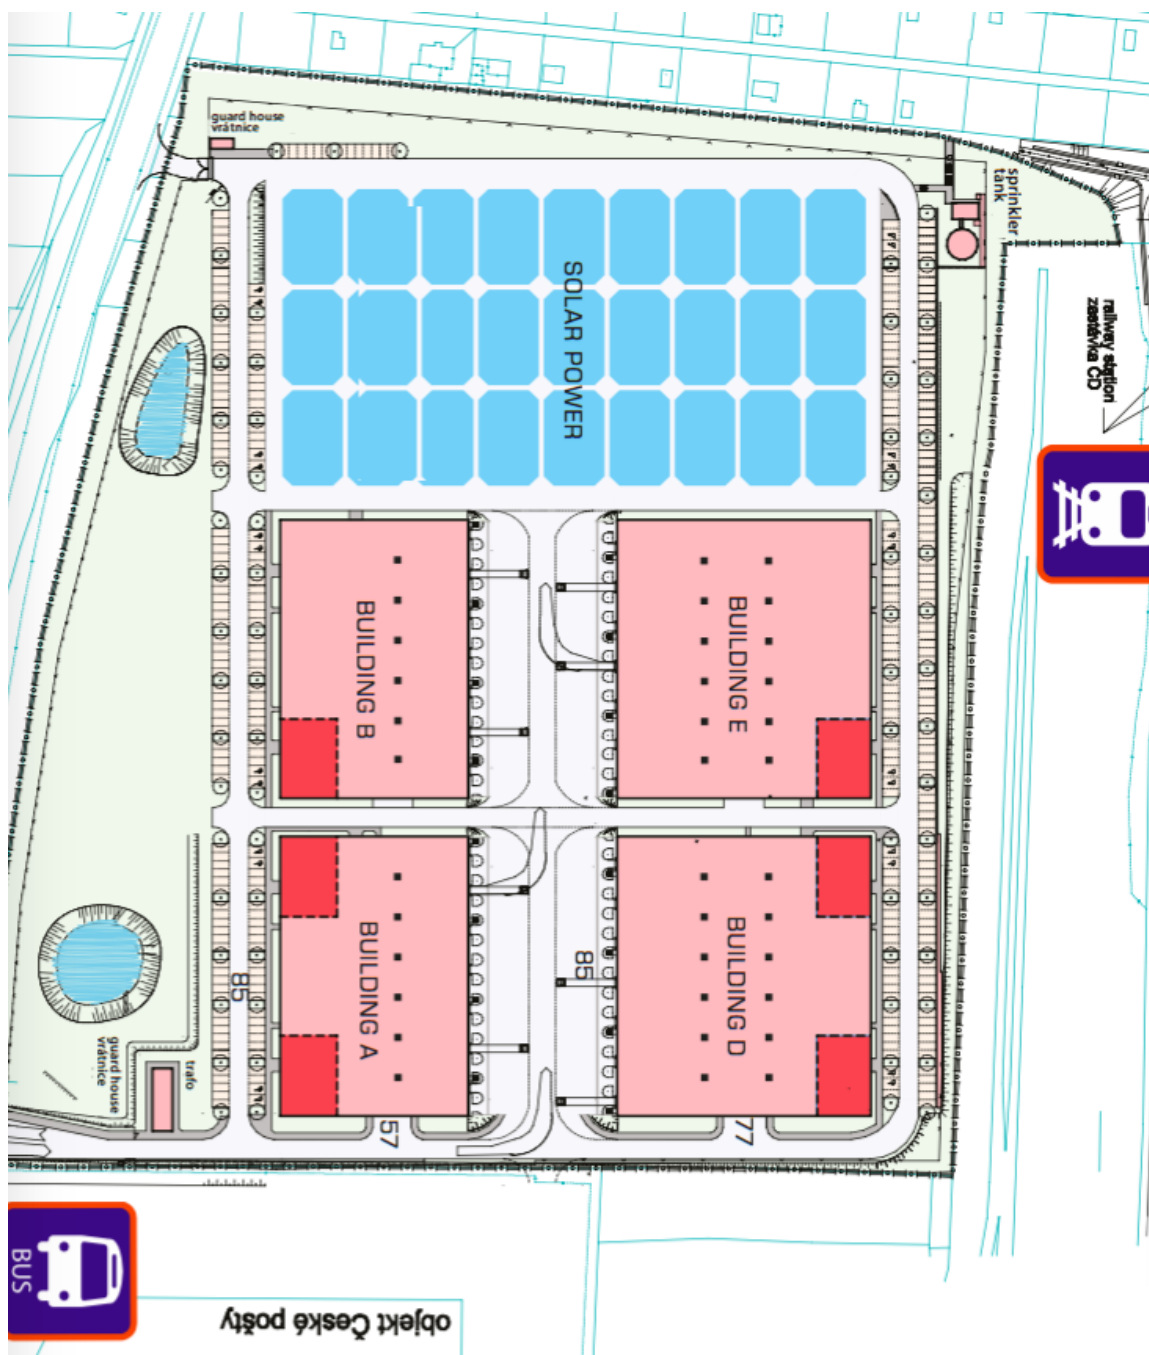 guard house
vrátnice
sprinkler
tank
SOLAR POWER
railway station
zastávka ČD
BUILDING B
BUILDING E
BUILDING A
BUILDING D
85
85
guard house
vrátnice
trafo
57
77
BUS
objekt České pošty